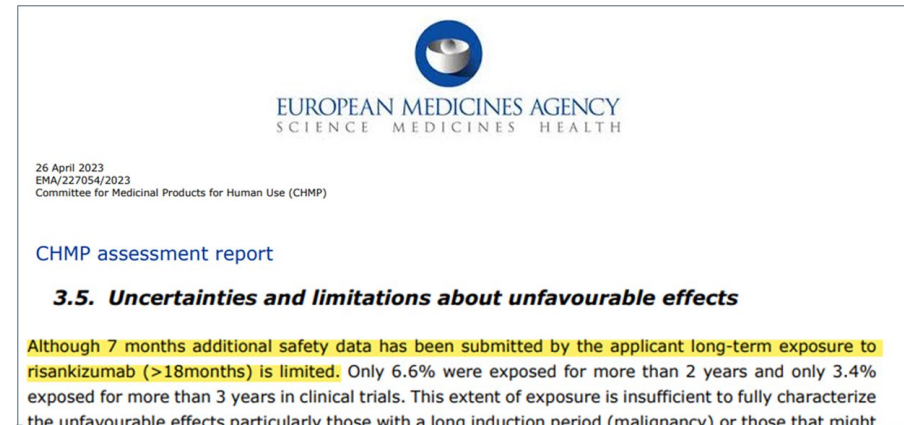 EUROPEAN MEDICINES AGENCY
SCIENCE MEDICINES HEALTH
26 April 2023
EMA/227054/2023
Committee for Medicinal Products for Human Use (CHMP)
CHMP assessment report
3.5. Uncertainties and limitations about unfavourable effects
Although 7 months additional safety data has been submitted by the applicant long-term exposure to
risankizumab (>18months) is limited. Only 6.6% were exposed for more than 2 years and only 3.4%
exposed for more than 3 years in clinical trials. This extent of exposure is insufficient to fully characterize
the unfavourable effects particularly those with a long induction period (malignancy) or those that might